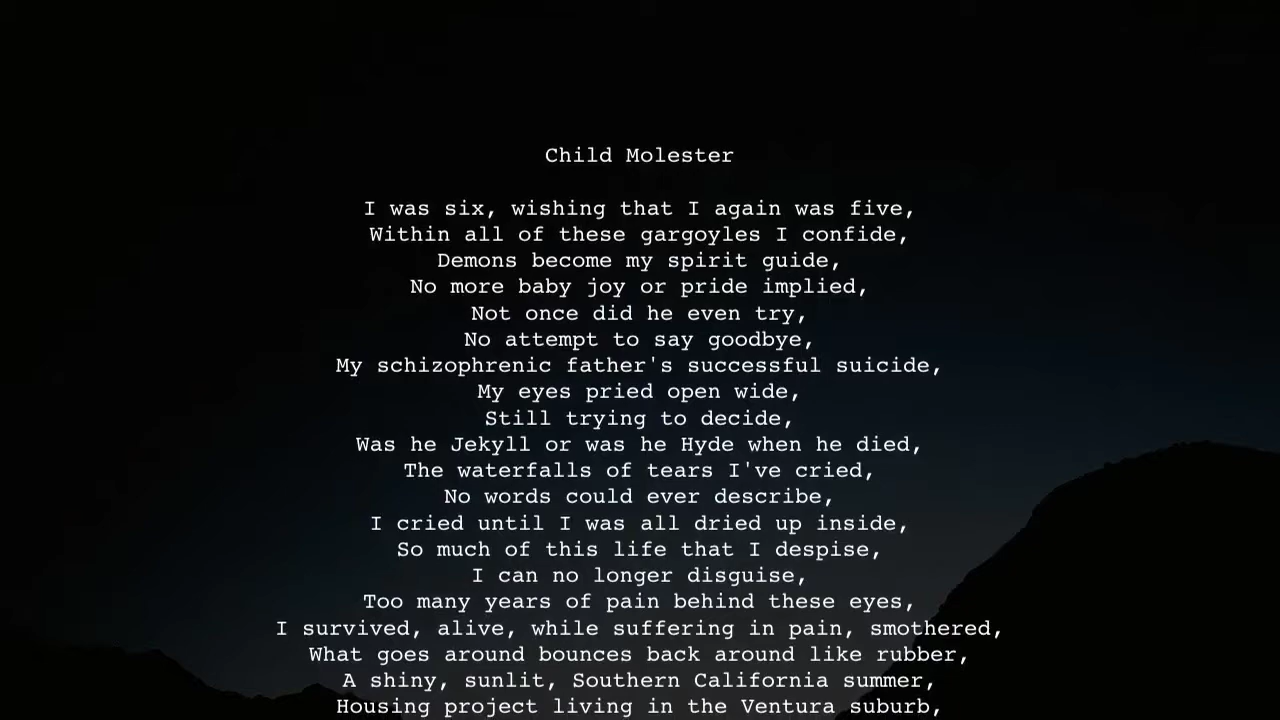 Child Molester
I was six, wishing that I again was five,
Within all of these gargoyles I confide,
Demons become my spirit guide,
No more baby joy or pride implied,
Not once did he even try,
No attempt to say goodbye,
My schizophrenic father's successful suicide,
My eyes pried open wide,
Still trying to decide,
Was he Jekyll or was he Hyde when he died,
The waterfalls of tears I've cried,
No words could ever describe,
I cried until I was all dried up inside,
So much of this life that I despise,
I can no longer disguise,
Too many years of pain behind these eyes,
I survived, alive, while suffering in pain, smothered,
What goes around bounces back around like rubber,
A shiny, sunlit, Southern California summer,
Housing project living in the Ventura suburb,